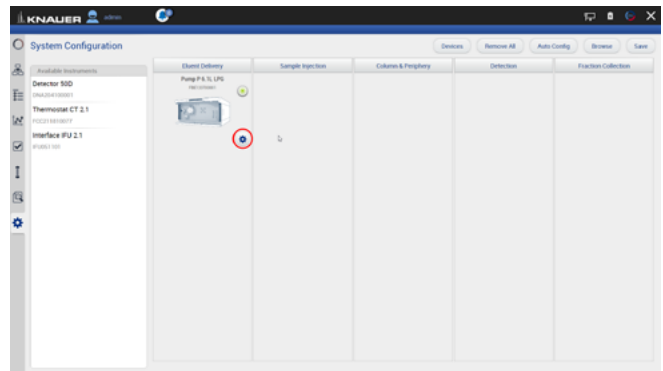 KNAUER admin
System Configuration
Devices Remove All Auto Config Browse Save
Available Instruments
Detector 50D
Thermostat CT 2.1
Interface IFU 2.1
Eluent Delivery Sample Injection Column & Periphery Detection Fraction Collection
Pump P 6.1L LPG